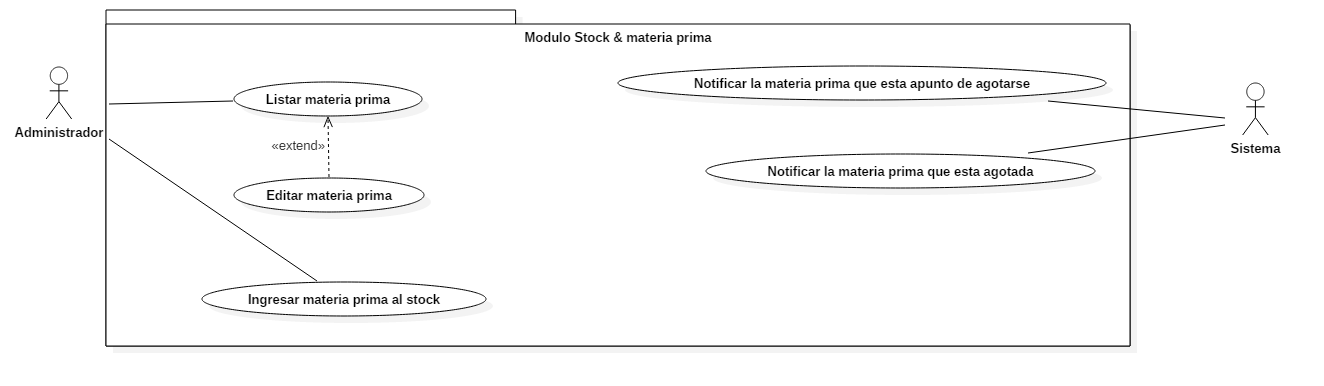 Modulo Stock & materia prima
Administrador
Listar materia prima
«extend»
Editar materia prima
Ingresar materia prima al stock
Notificar la materia prima que esta apunto de agotarse
Notificar la materia prima que esta agotada
Sistema